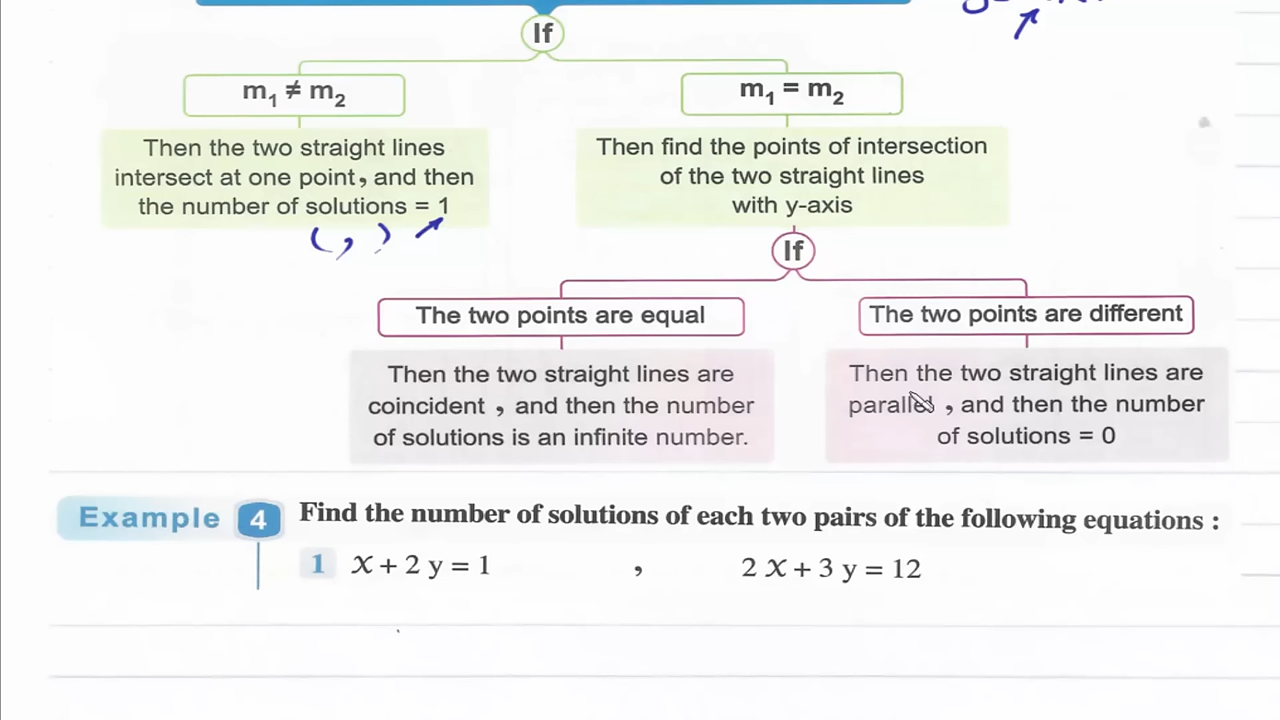 If
m₁ ≠ m₂
Then the two straight lines
intersect at one point, and then
the number of solutions = 1
( , )
m₁ = m₂
Then find the points of intersection
of the two straight lines
with y-axis
If
The two points are equal
Then the two straight lines are
coincident , and then the number
of solutions is an infinite number.
The two points are different
Then the two straight lines are
parallel , and then the number
of solutions = 0
Example 4 Find the number of solutions of each two pairs of the following equations :
1 x + 2 y = 1 , 2 x + 3 y = 12